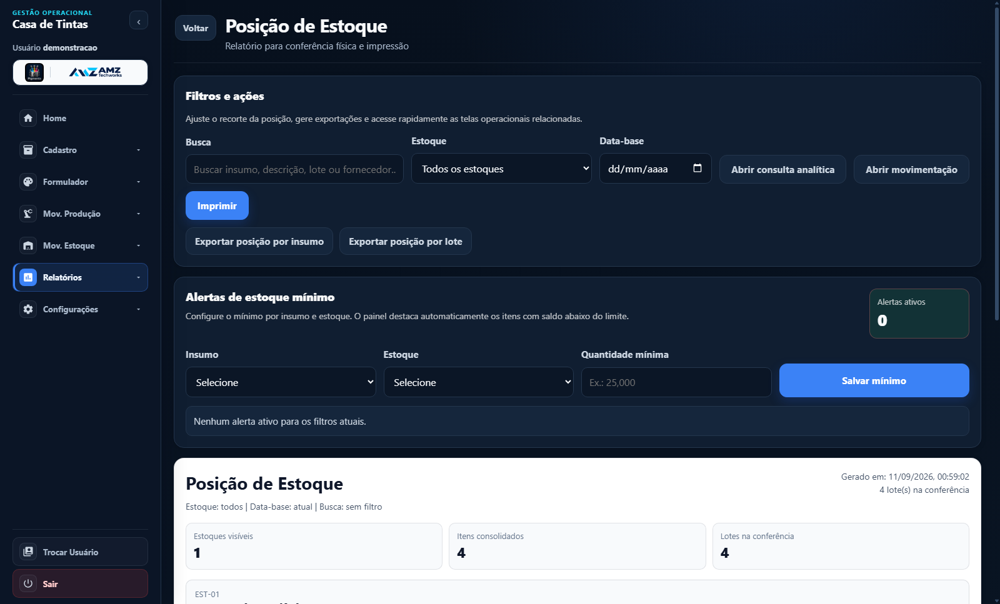 GESTÃO OPERACIONAL
Casa de Tintas
Usuário demonstracao
AMZ
Techworks
Home
Cadastro
Formulador
Mov. Produção
Mov. Estoque
Relatórios
Configurações
Trocar Usuário
Sair
Voltar
Posição de Estoque
Relatório para conferência física e impressão
Filtros e ações
Ajuste o recorte da posição, gere exportações e acesse rapidamente as telas operacionais relacionadas.
Busca
Estoque
Data-base
Buscar insumo, descrição, lote ou fornecedor..
Todos os estoques
dd/mm/aaaa
Abrir consulta analítica
Abrir movimentação
Imprimir
Exportar posição por insumo
Exportar posição por lote
Alertas de estoque mínimo
Configure o mínimo por insumo e estoque. O painel destaca automaticamente os itens com saldo abaixo do limite.
Alertas ativos
0
Insumo
Estoque
Quantidade mínima
Selecione
Selecione
Ex.: 25,000
Salvar mínimo
Nenhum alerta ativo para os filtros atuais.
Posição de Estoque
Gerado em: 11/09/2026, 00:59:02
4 lote(s) na conferência
Estoque: todos | Data-base: atual | Busca: sem filtro
Estoques visíveis
1
Itens consolidados
4
Lotes na conferência
4
EST-01